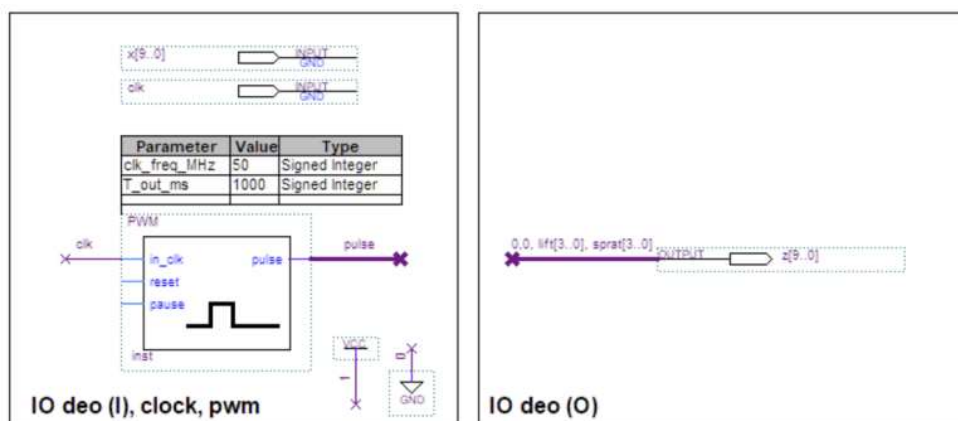 x[9..0]
INPUT
GND
clk
INPUT
GND
Parameter Value Type
clk_freq_MHz 50 Signed Integer
T_out_ms 1000 Signed Integer
PWM
clk
in_clk
pulse
pulse
reset
pause
inst
VCC
1
0
GND
IO deo (I), clock, pwm
0,0, lift[3..0], sprat[3..0]
OUTPUT
z[9..0]
IO deo (O)